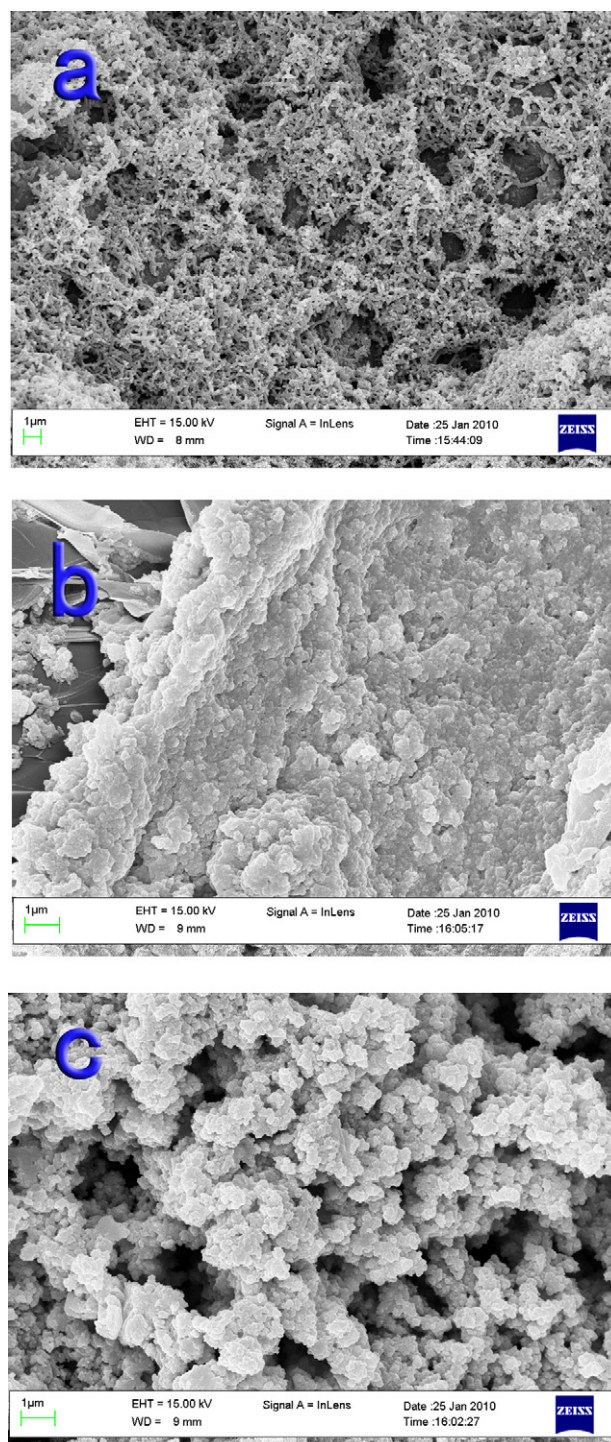 a
1µm
EHT = 15.00 kV
Signal A = InLens
Date :25 Jan 2010
WD = 8 mm
Time :15:44:09
ZEISS
b
1µm
EHT = 15.00 kV
Signal A = InLens
Date :25 Jan 2010
WD = 9 mm
Time :16:05:17
ZEISS
c
1µm
EHT = 15.00 kV
Signal A = InLens
Date :25 Jan 2010
WD = 9 mm
Time :16:02:27
ZEISS